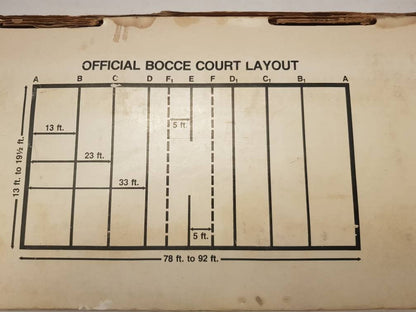 OFFICIAL BOCCE COURT LAYOUT
A B C D F₁ E F D₁ C₁ B₁ A
5 ft.
13 ft.
23 ft.
33 ft.
13 ft. to 19½ ft.
5 ft.
78 ft. to 92 ft.